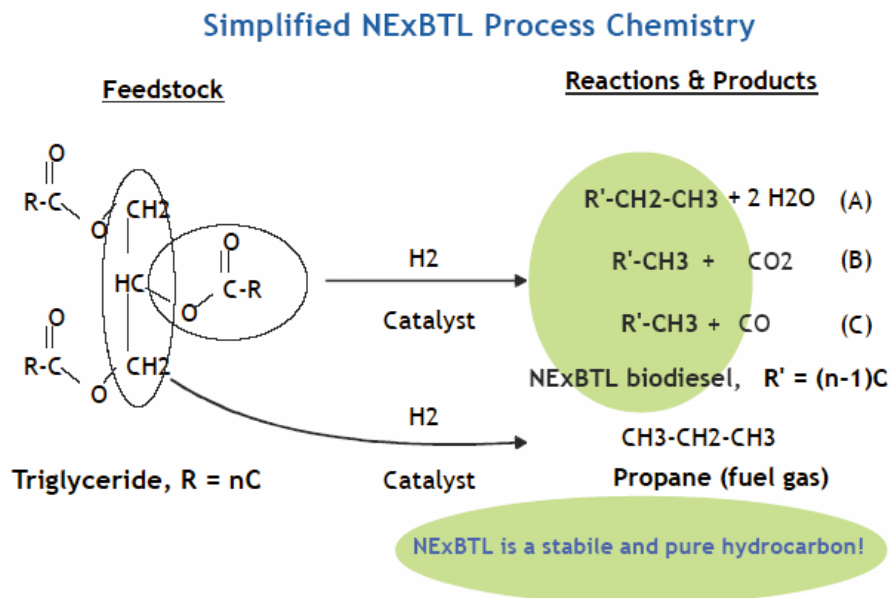 Simplified NExBTL Process Chemistry
Feedstock
Reactions & Products
O
R-C
O
CH2
O
HC
O
C-R
O
R-C
O
CH2
H2
Catalyst
R'-CH2-CH3 + 2 H2O (A)
R'-CH3 + CO2 (B)
R'-CH3 + CO (C)
NExBTL biodiesel, R' = (n-1)C
H2
Catalyst
CH3-CH2-CH3
Propane (fuel gas)
Triglyceride, R = nC
NExBTL is a stabile and pure hydrocarbon!